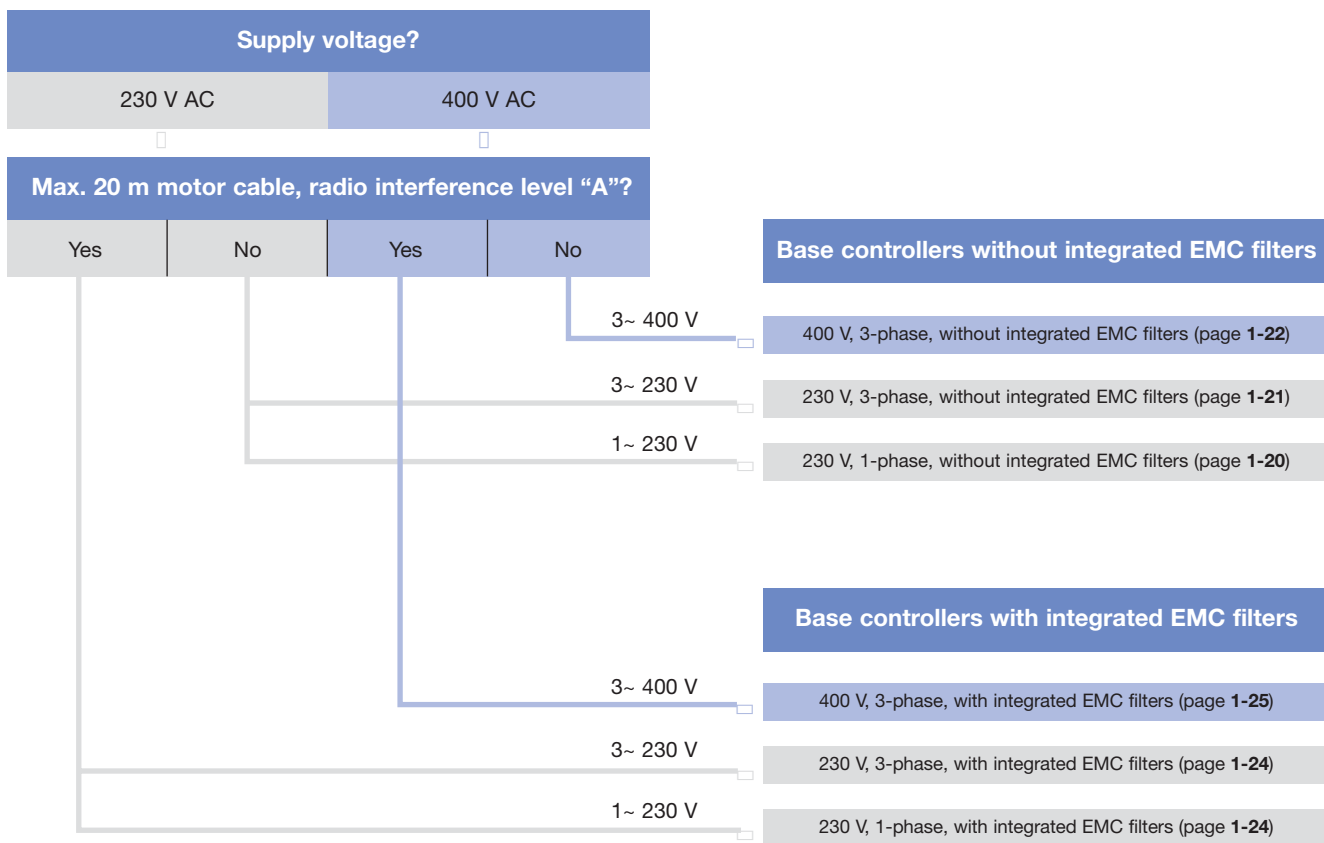 Supply voltage?
230 V AC
400 V AC
Max. 20 m motor cable, radio interference level “A”?
Yes
No
Yes
No
Base controllers without integrated EMC filters
3~ 400 V
400 V, 3-phase, without integrated EMC filters (page 1-22)
3~ 230 V
230 V, 3-phase, without integrated EMC filters (page 1-21)
1~ 230 V
230 V, 1-phase, without integrated EMC filters (page 1-20)
Base controllers with integrated EMC filters
3~ 400 V
400 V, 3-phase, with integrated EMC filters (page 1-25)
3~ 230 V
230 V, 3-phase, with integrated EMC filters (page 1-24)
1~ 230 V
230 V, 1-phase, with integrated EMC filters (page 1-24)